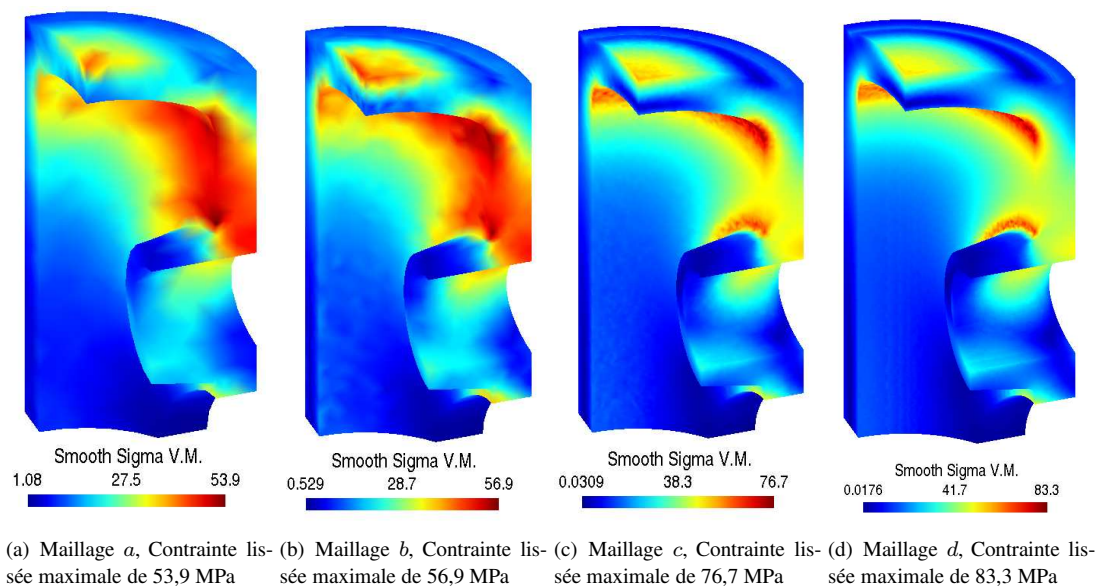 Smooth Sigma V.M.
1.08 27.5 53.9
Smooth Sigma V.M.
0.529 28.7 56.9
Smooth Sigma V.M.
0.0309 38.3 76.7
Smooth Sigma V.M.
0.0176 41.7 83.3
(a) Maillage a, Contrainte lis-
sée maximale de 53,9 MPa
(b) Maillage b, Contrainte lis-
sée maximale de 56,9 MPa
(c) Maillage c, Contrainte lis-
sée maximale de 76,7 MPa
(d) Maillage d, Contrainte lis-
sée maximale de 83,3 MPa